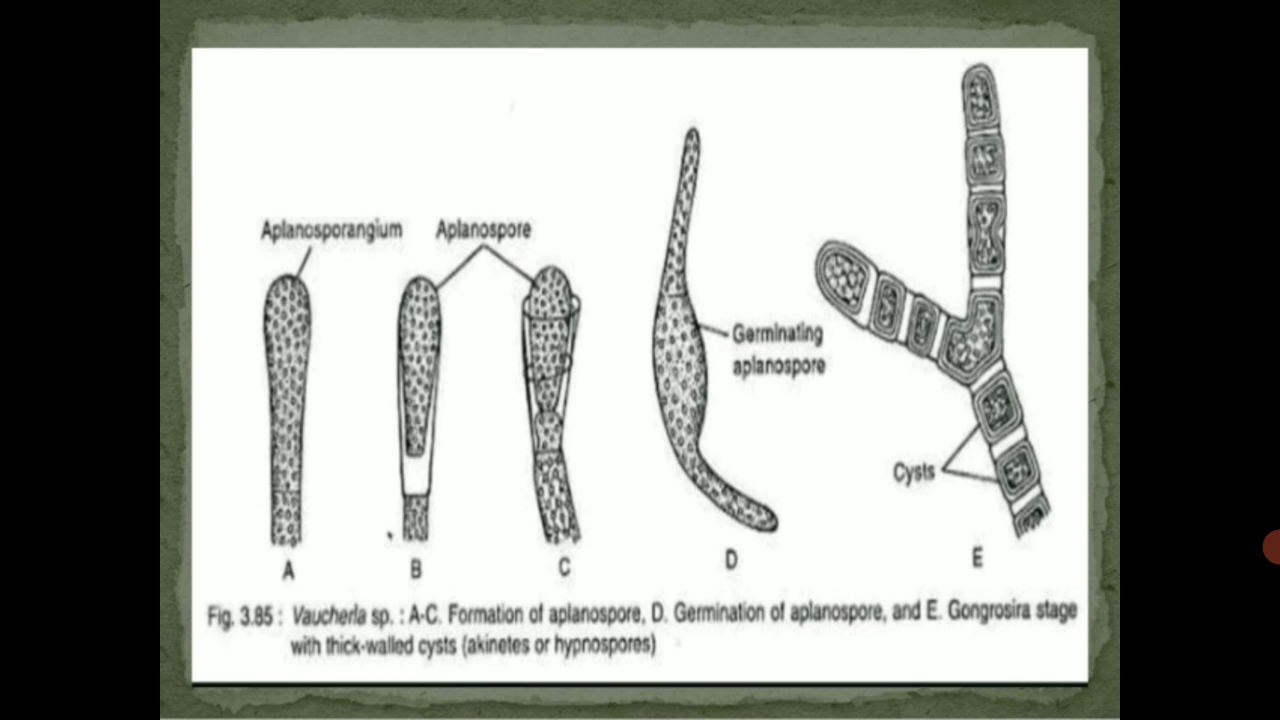 Aplanosporangium
Aplanospore
Germinating
aplanospore
Cysts
A
B
C
D
E
Fig. 3.85 : Vaucheria sp. : A-C. Formation of aplanospore, D. Germination of aplanospore, and E. Gongrosira stage
with thick-walled cysts (akinetes or hypnospores)